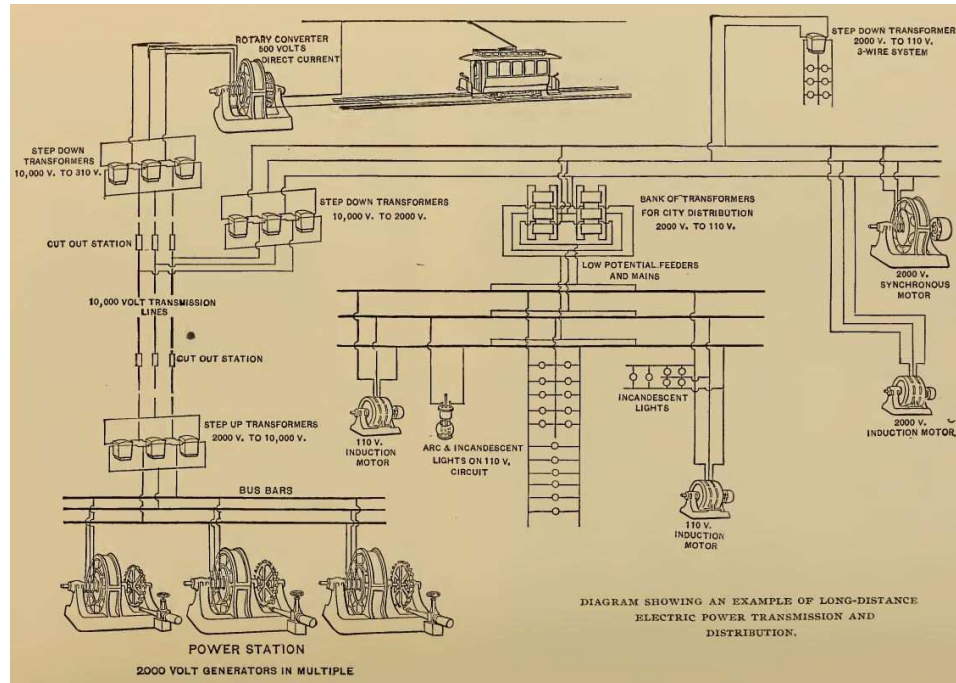 ROTARY CONVERTER
500 VOLTS
DIRECT CURRENT
STEP DOWN TRANSFORMER
2000 V. TO 110 V.
3-WIRE SYSTEM
STEP DOWN
TRANSFORMERS
10,000 V. TO 310 V.
STEP DOWN TRANSFORMERS
10,000 V. TO 2000 V.
BANK OF TRANSFORMERS
FOR CITY DISTRIBUTION
2000 V. TO 110 V.
CUT OUT STATION
LOW POTENTIAL FEEDERS
AND MAINS
2000 V.
SYNCHRONOUS
MOTOR
10,000 VOLT TRANSMISSION
LINES
CUT OUT STATION
INCANDESCENT
LIGHTS
STEP UP TRANSFORMERS
2000 V. TO 10,000 V.
110 V.
INDUCTION
MOTOR
ARC & INCANDESCENT
LIGHTS ON 110 V.
CIRCUIT
2000 V.
INDUCTION MOTOR
BUS BARS
110 V.
INDUCTION
MOTOR
POWER STATION
2000 VOLT GENERATORS IN MULTIPLE
DIAGRAM SHOWING AN EXAMPLE OF LONG-DISTANCE
ELECTRIC POWER TRANSMISSION AND
DISTRIBUTION.